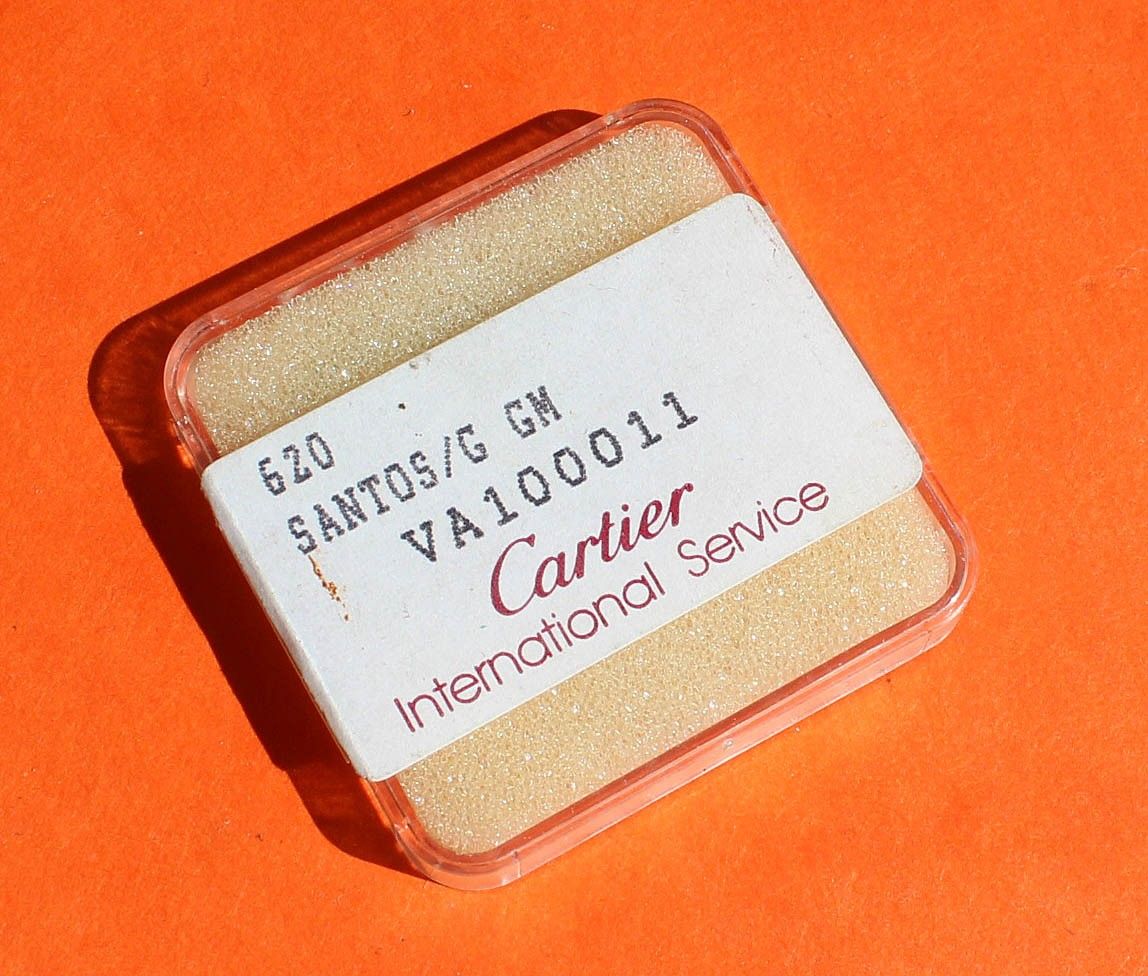 620
SANTOS/G GM
VA100011
Cartier
International Service